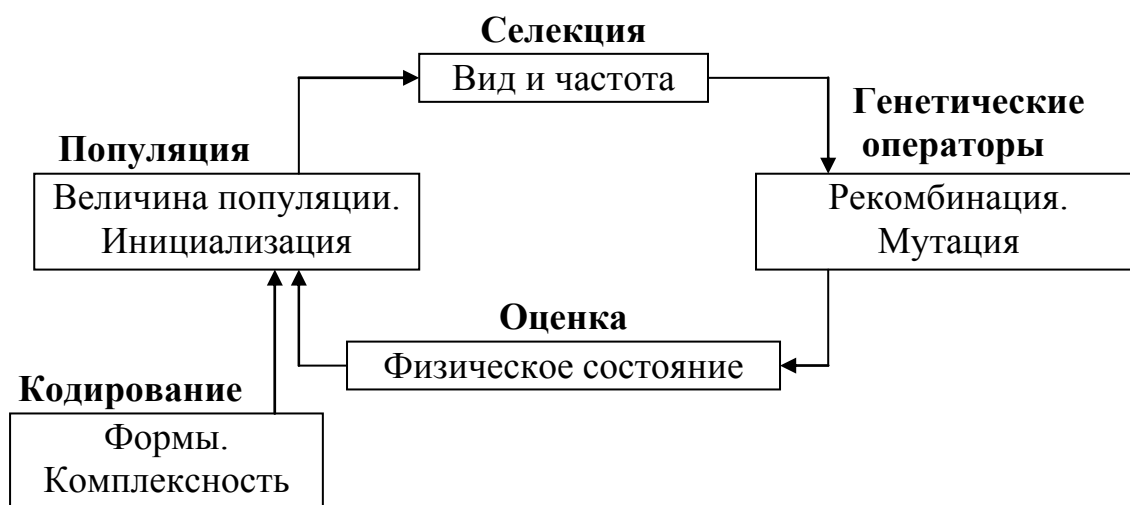 Селекция
Вид и частота
Генетические
операторы
Популяция
Величина популяции.
Инициализация
Рекомбинация.
Мутация
Оценка
Физическое состояние
Кодирование
Формы.
Комплексность